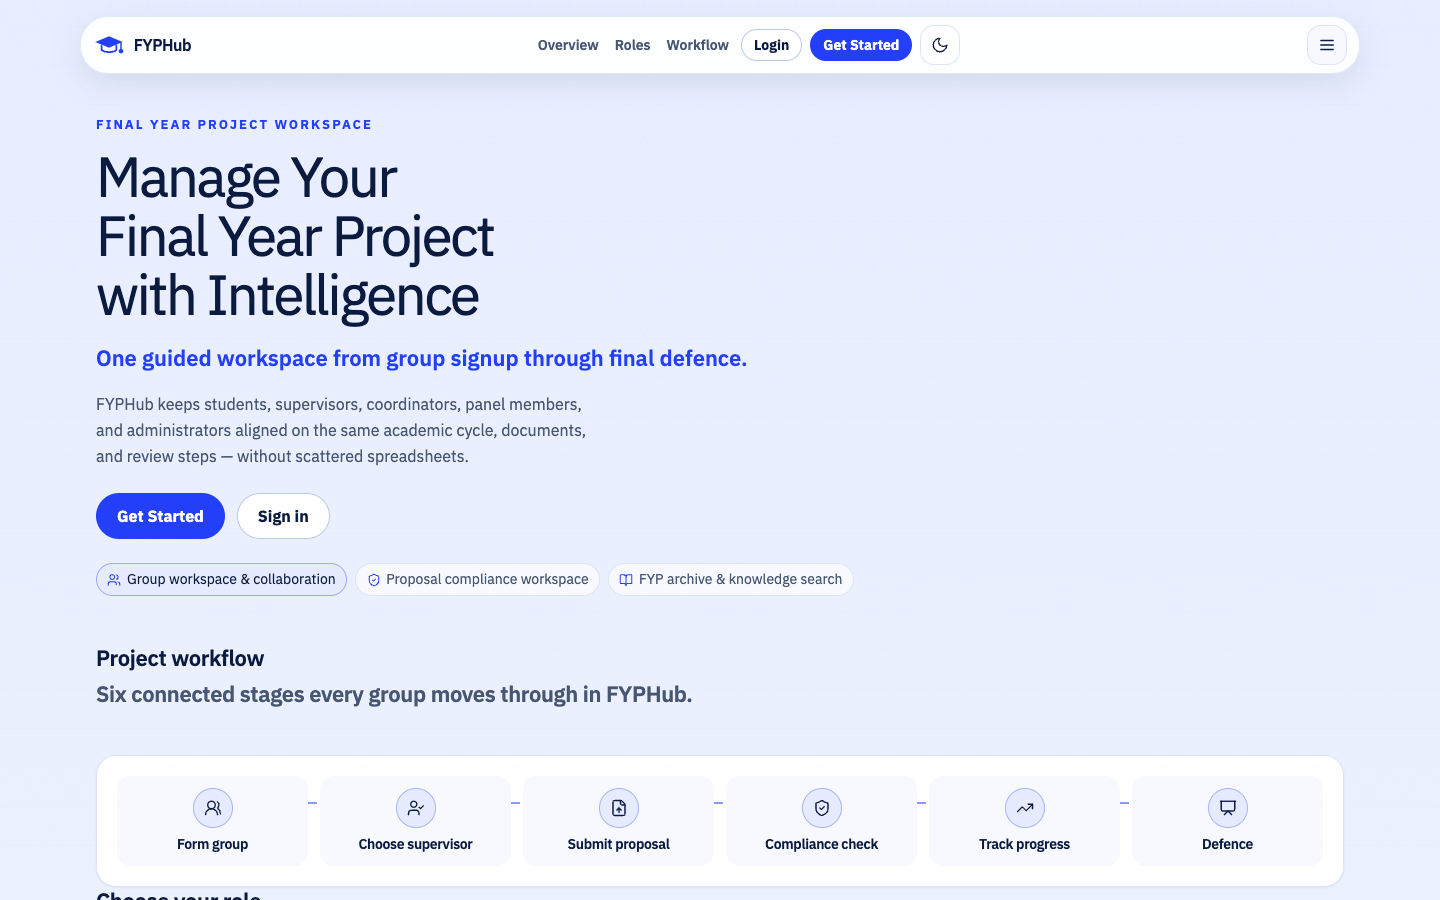 FYPHub
Overview
Roles
Workflow
Login
Get Started
FINAL YEAR PROJECT WORKSPACE
Manage Your
Final Year Project
with Intelligence
One guided workspace from group signup through final defence.
FYPHub keeps students, supervisors, coordinators, panel members,
and administrators aligned on the same academic cycle, documents,
and review steps — without scattered spreadsheets.
Get Started
Sign in
Group workspace & collaboration
Proposal compliance workspace
FYP archive & knowledge search
Project workflow
Six connected stages every group moves through in FYPHub.
Form group
Choose supervisor
Submit proposal
Compliance check
Track progress
Defence
Choose your role